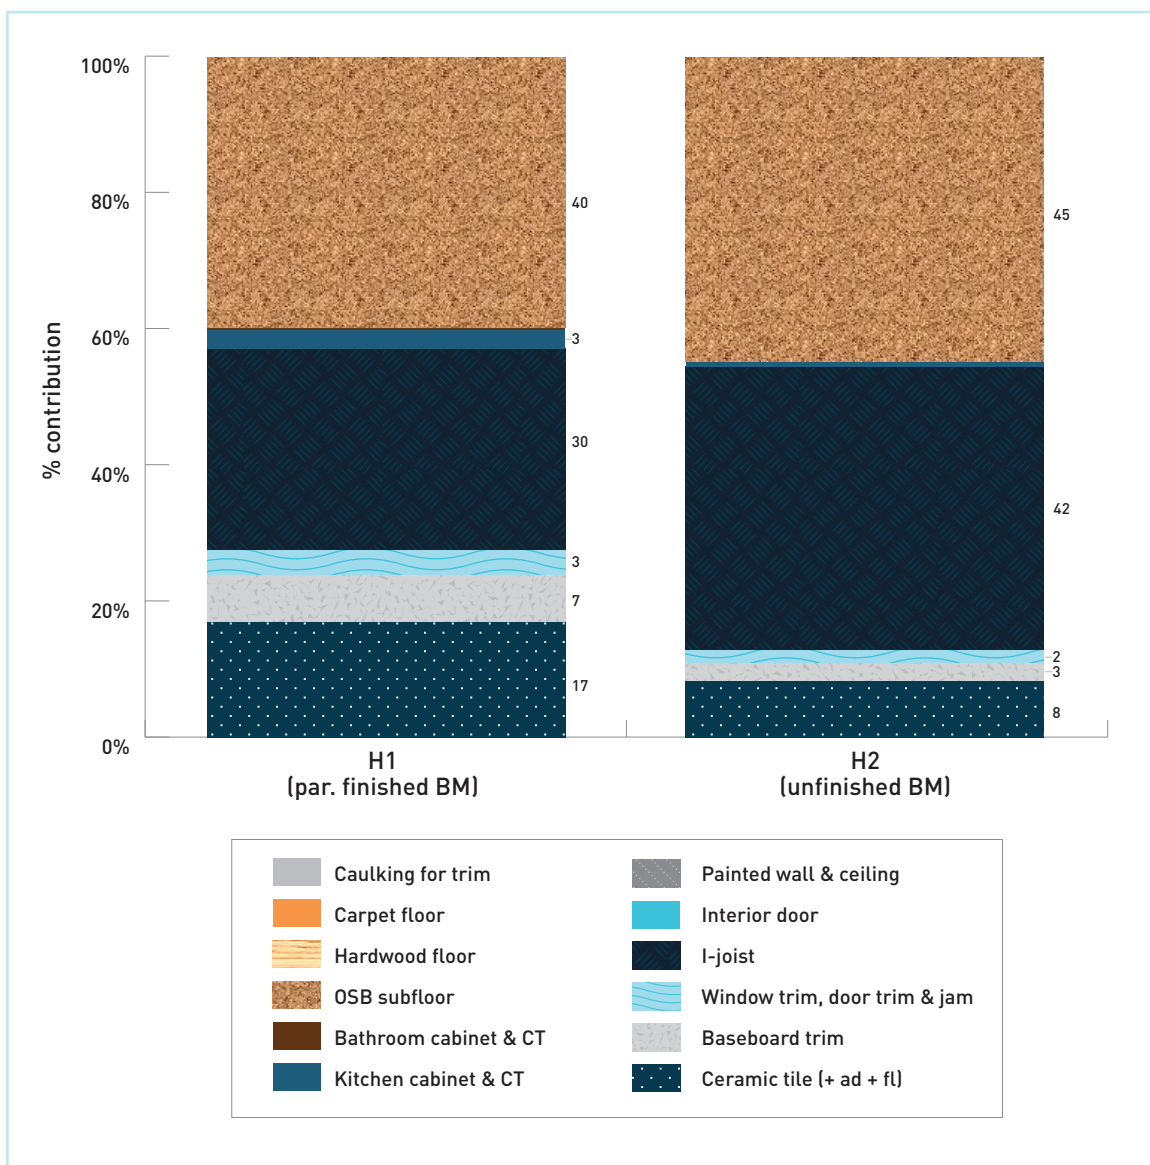 100%
80%
60%
40%
20%
0%
% contribution
40
3
30
3
7
17
45
42
2
3
8
H1
(par. finished BM)
H2
(unfinished BM)
Caulking for trim
Carpet floor
Hardwood floor
OSB subfloor
Bathroom cabinet & CT
Kitchen cabinet & CT
Painted wall & ceiling
Interior door
I-joist
Window trim, door trim & jam
Baseboard trim
Ceramic tile (+ ad + fl)